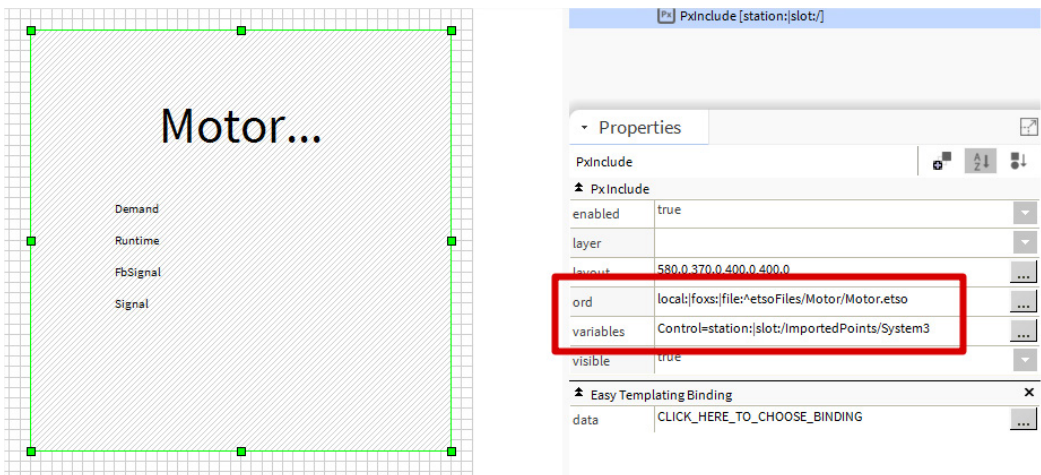 Motor...
Demand
Runtime
FbSignal
Signal
Px PxInclude [station:|slot:/]
Properties
PxInclude
A Z
PxInclude
enabled true
layer
layout 580.0,370.0,400.0,400.0 ...
ord local:|foxs:|file:^etsoFiles/Motor/Motor.etso ...
variables Control=station:|slot:/ImportedPoints/System3 ...
visible true
Easy Templating Binding ×
data CLICK_HERE_TO_CHOOSE_BINDING ...